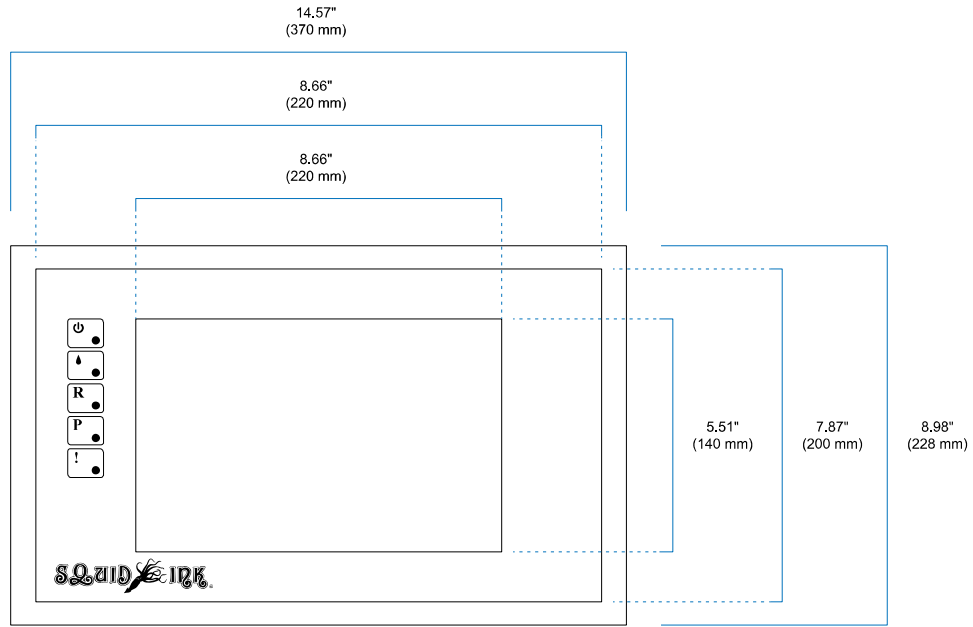 14.57"
(370 mm)
8.66"
(220 mm)
8.66"
(220 mm)
R
P
!
5.51"
(140 mm)
7.87"
(200 mm)
8.98"
(228 mm)
SQUID INK